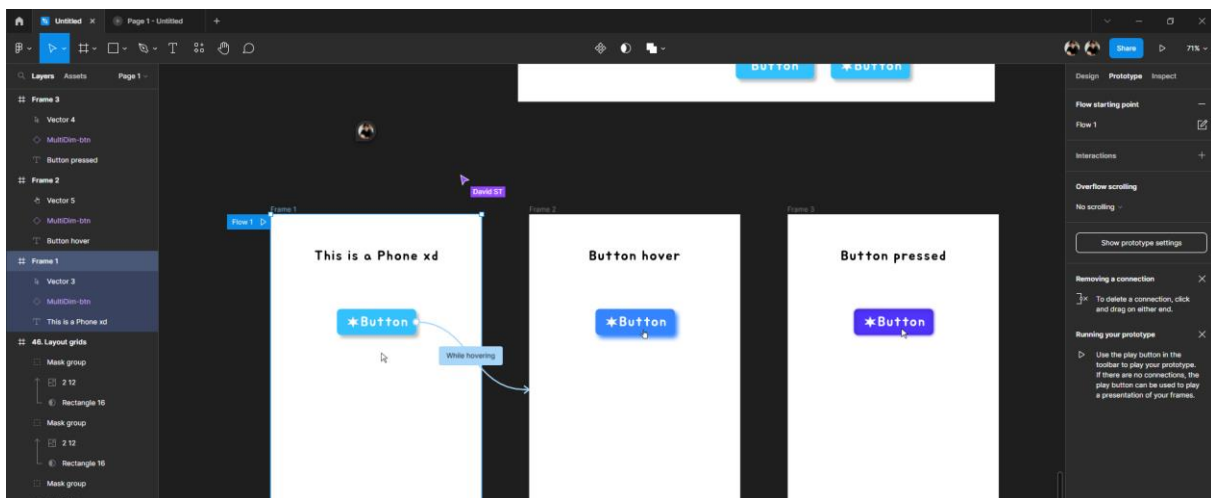 Untitled
Page 1 - Untitled
Share
71%
Layers
Assets
Page 1
Design
Prototype
Inspect
Frame 3
Vector 4
MultiDim-btn
Button pressed
Frame 2
Vector 5
MultiDim-btn
Button hover
Frame 1
Vector 3
MultiDim-btn
This is a Phone xd
46. Layout grids
Mask group
2 12
Rectangle 16
Mask group
2 12
Rectangle 16
Mask group
Button
Button
David ST
Flow 1
Frame 1
This is a Phone xd
Button
While hovering
Frame 2
Button hover
Button
Frame 3
Button pressed
Button
Flow starting point
Flow 1
Interactions
Overflow scrolling
No scrolling
Show prototype settings
Removing a connection
To delete a connection, click
and drag on either end.
Running your prototype
Use the play button in the
toolbar to play your prototype.
If there are no connections, the
play button can be used to play
a presentation of your frames.